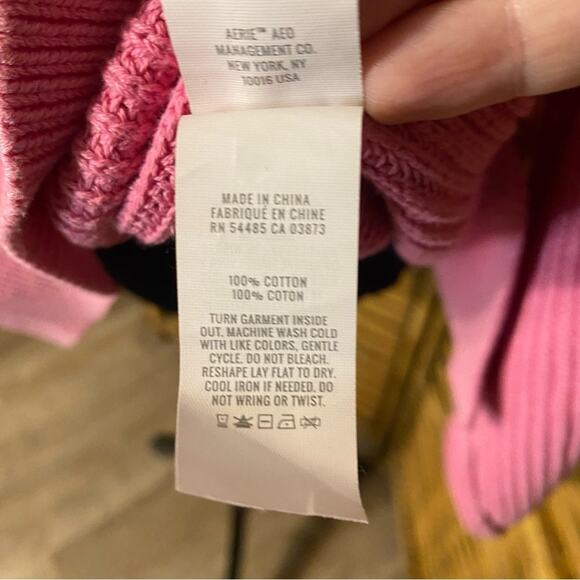 AERIE™ AEO
MANAGEMENT CO.
NEW YORK, NY
10016 USA
MADE IN CHINA
FABRIQUÉ EN CHINE
RN 54485 CA 03873
100% COTTON
100% COTON
TURN GARMENT INSIDE
OUT. MACHINE WASH COLD
WITH LIKE COLORS, GENTLE
CYCLE. DO NOT BLEACH.
RESHAPE LAY FLAT TO DRY.
COOL IRON IF NEEDED. DO
NOT WRING OR TWIST.